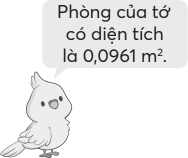 Phòng của tớ
có diện tích
là 0,0961 m².